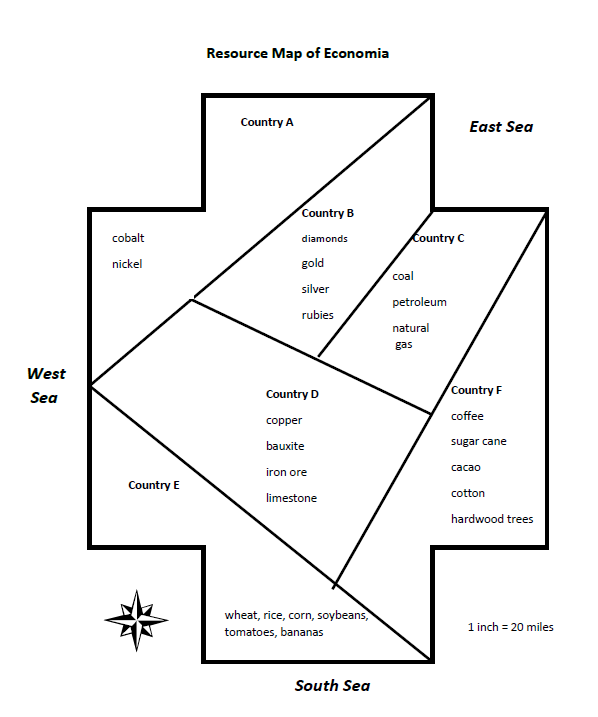 Resource Map of Economia
Country A
East Sea
Country B
diamonds
gold
silver
rubies
Country C
coal
petroleum
natural
gas
cobalt
nickel
West
Sea
Country D
copper
bauxite
iron ore
limestone
Country F
coffee
sugar cane
cacao
cotton
hardwood trees
Country E
wheat, rice, corn, soybeans,
tomatoes, bananas
1 inch = 20 miles
South Sea